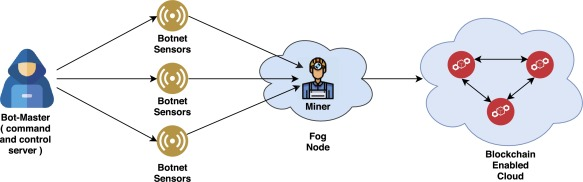 Bot-Master
( command
and control
server )
Botnet
Sensors
Botnet
Sensors
Botnet
Sensors
Miner
Fog
Node
Blockchain
Enabled
Cloud